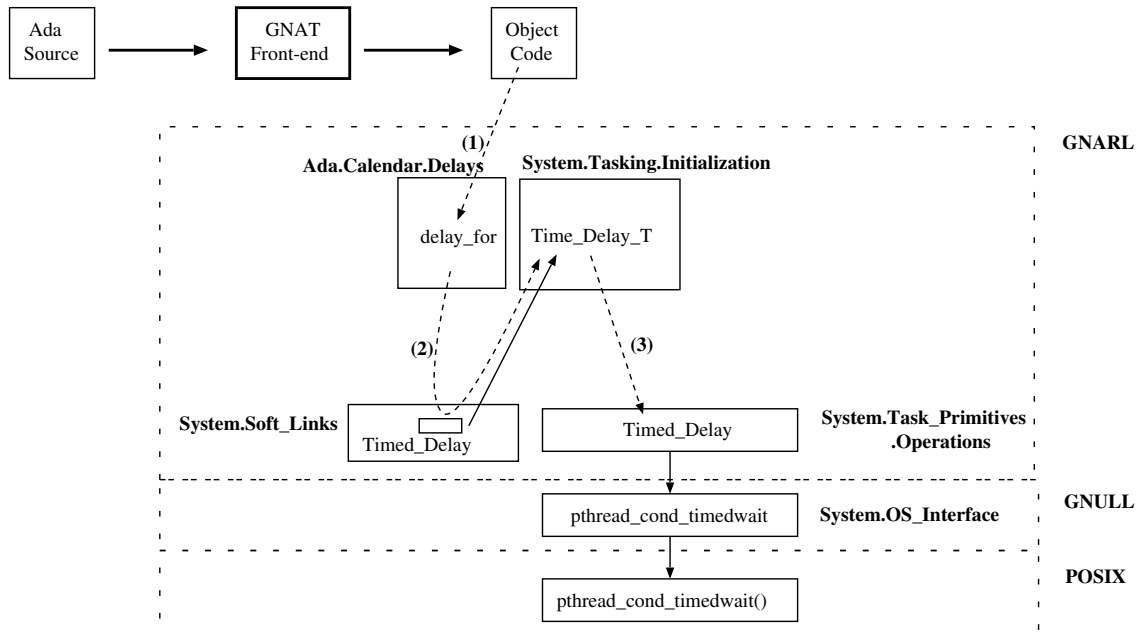 Ada
Source
GNAT
Front-end
Object
Code
(1)
GNARL
Ada.Calendar.Delays
System.Tasking.Initialization
delay_for
Time_Delay_T
(2)
(3)
System.Soft_Links
Timed_Delay
Timed_Delay
System.Task_Primitives
.Operations
pthread_cond_timedwait
System.OS_Interface
GNULL
POSIX
pthread_cond_timedwait()